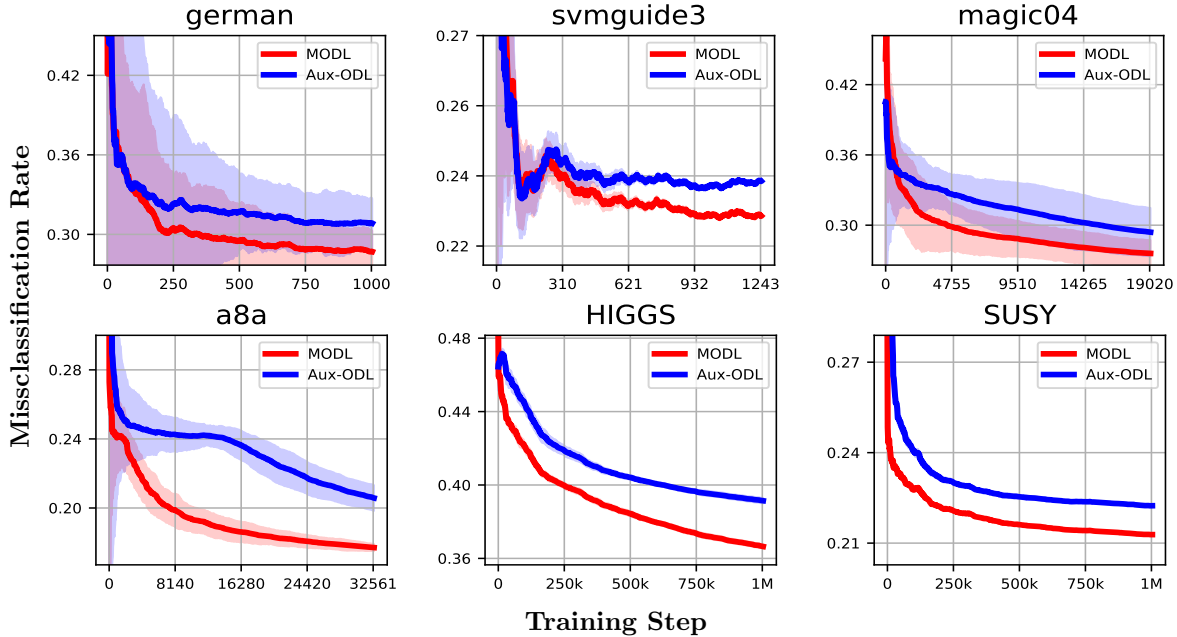 german
svmguide3
magic04
0.42
0.36
0.30
MODL
Aux-ODL
0 250 500 750 1000
0.27
0.26
0.24
0.23
0.22
MODL
Aux-ODL
0 310 621 932 1243
0.42
0.36
0.30
MODL
Aux-ODL
0 4755 9510 14265 19020
Missclassification Rate
a8a
HIGGS
SUSY
0.28
0.24
0.20
MODL
Aux-ODL
0 8140 16280 24420 32561
0.48
0.44
0.40
0.36
MODL
Aux-ODL
0 250k 500k 750k 1M
0.27
0.24
0.21
MODL
Aux-ODL
0 250k 500k 750k 1M
Training Step